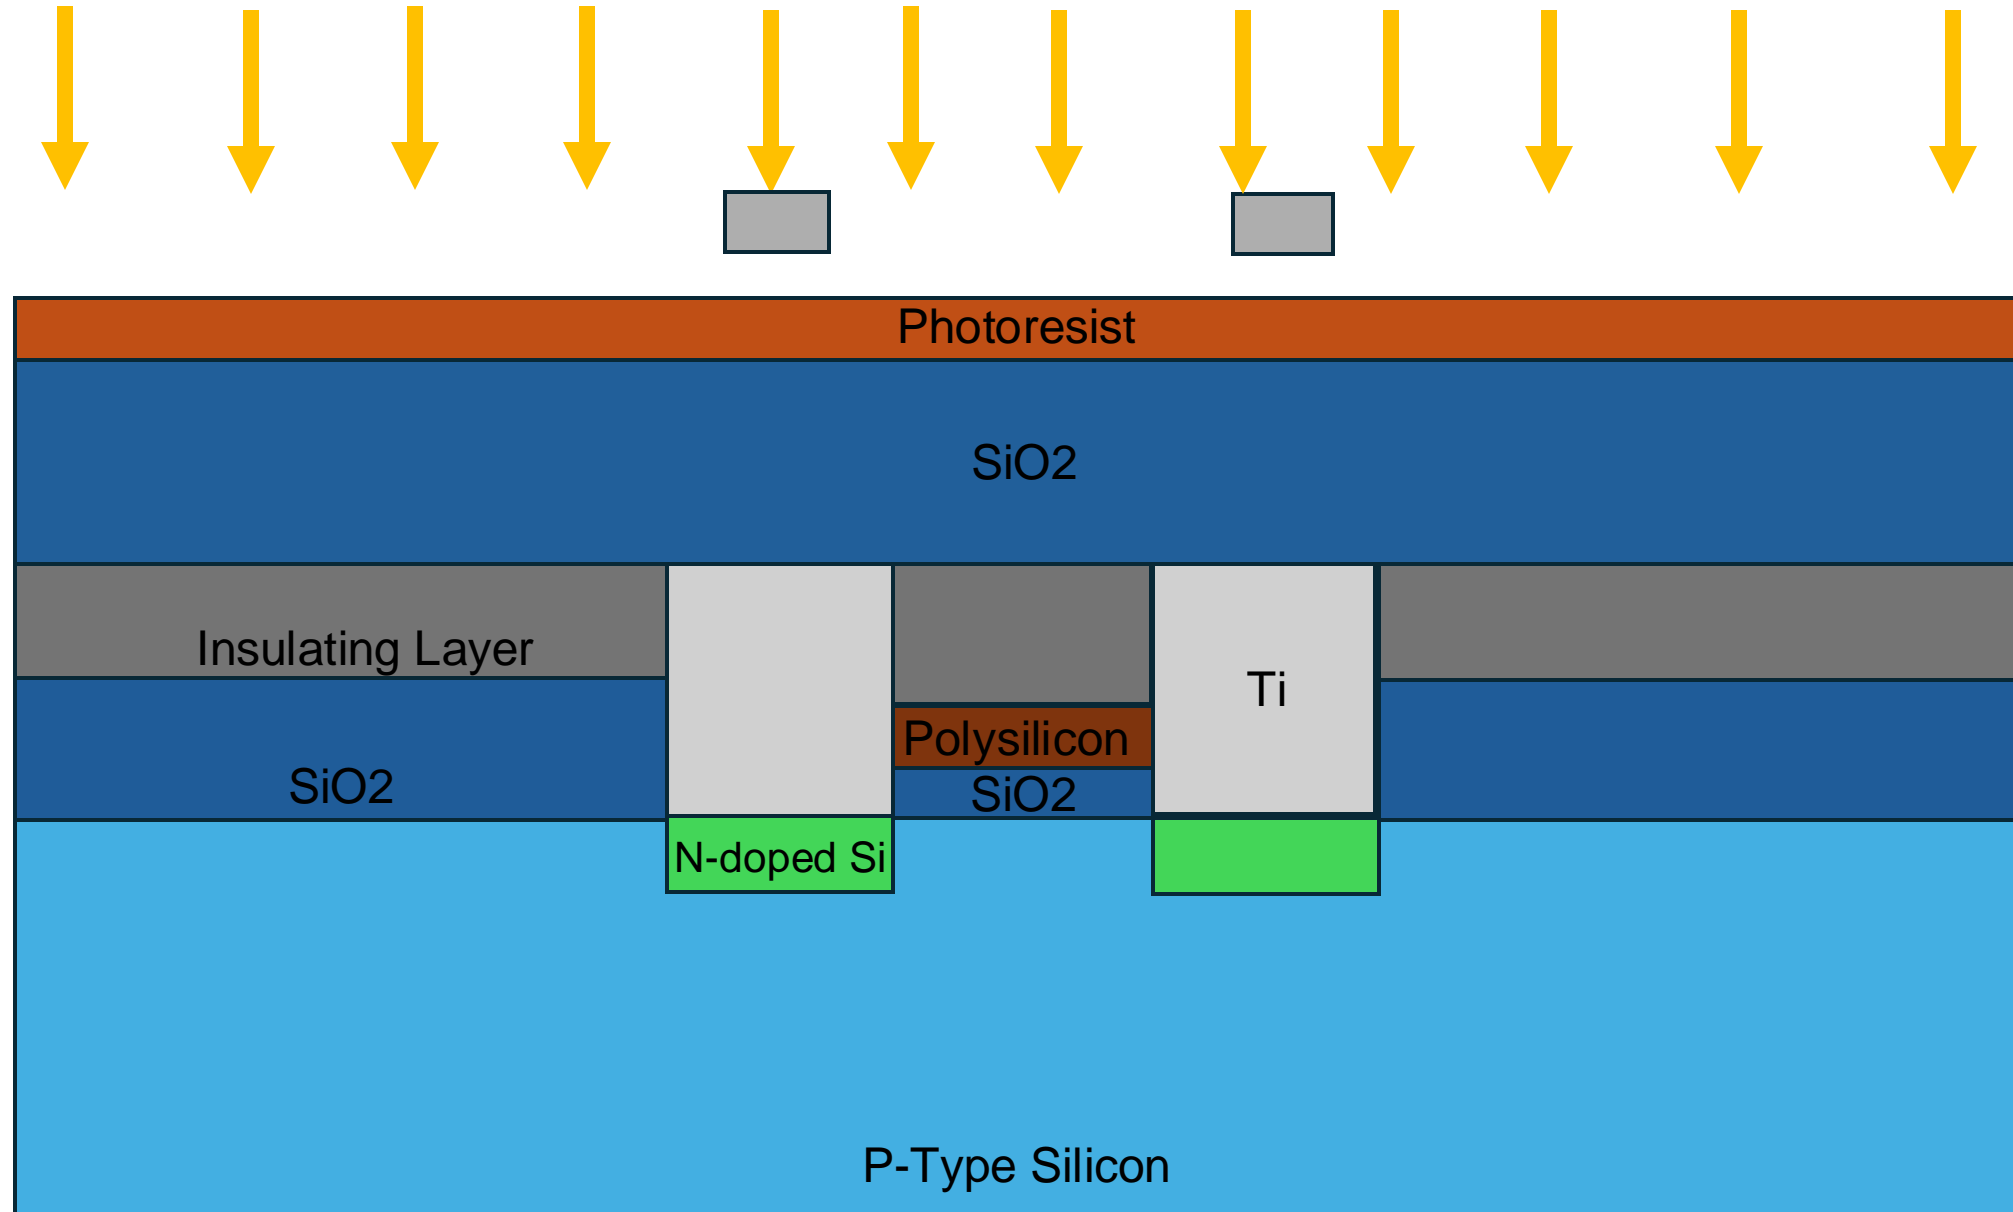 Photoresist
SiO2
Insulating Layer
Ti
Polysilicon
SiO2
SiO2
N-doped Si
P-Type Silicon